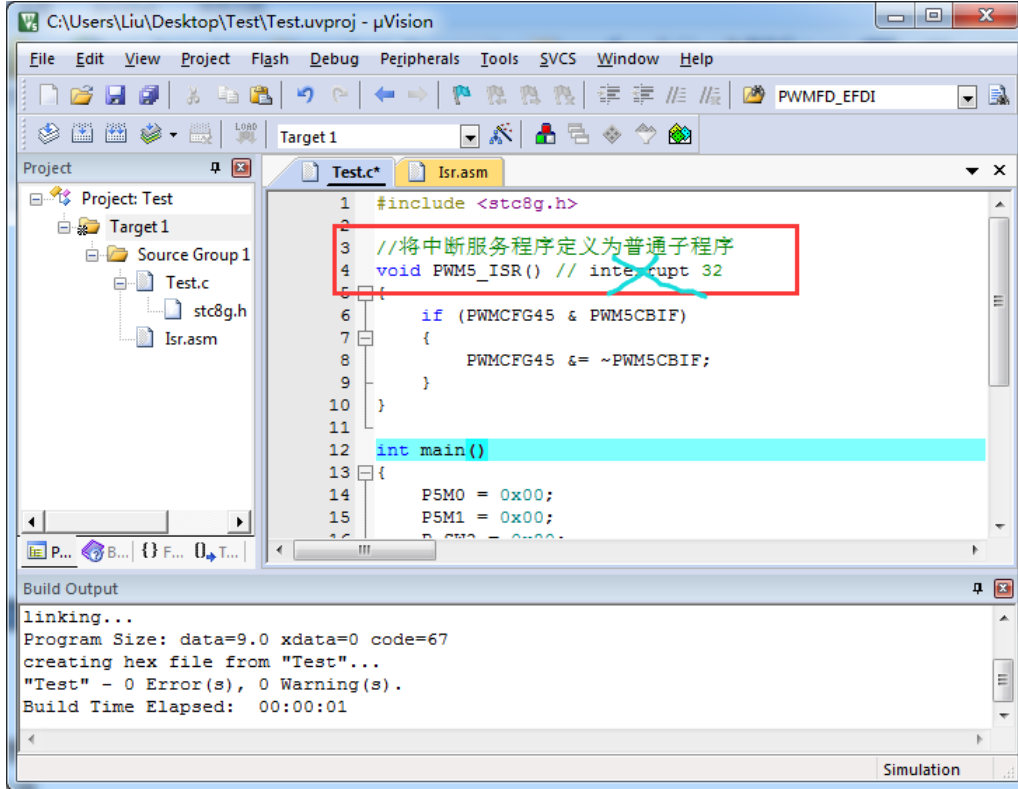 C:\Users\Liu\Desktop\Test\Test.uvproj - µVision
File Edit View Project Flash Debug Peripherals Tools SVCS Window Help
PWMFD_EFDI
LOAD Target 1
Project
Test.c* Isr.asm
Project: Test
Target 1
Source Group 1
Test.c
stc8g.h
Isr.asm
1 #include <stc8g.h>
2
3 //将中断服务程序定义为普通子程序
4 void PWM5_ISR() // interrupt 32
5 {
6 if (PWMCFG45 & PWM5CBIF)
7 {
8 PWMCFG45 &= ~PWM5CBIF;
9 }
10 }
11
12 int main()
13 {
14 P5M0 = 0x00;
15 P5M1 = 0x00;
P... B... {} F... T...
Build Output
linking...
Program Size: data=9.0 xdata=0 code=67
creating hex file from "Test"...
"Test" - 0 Error(s), 0 Warning(s).
Build Time Elapsed: 00:00:01
Simulation